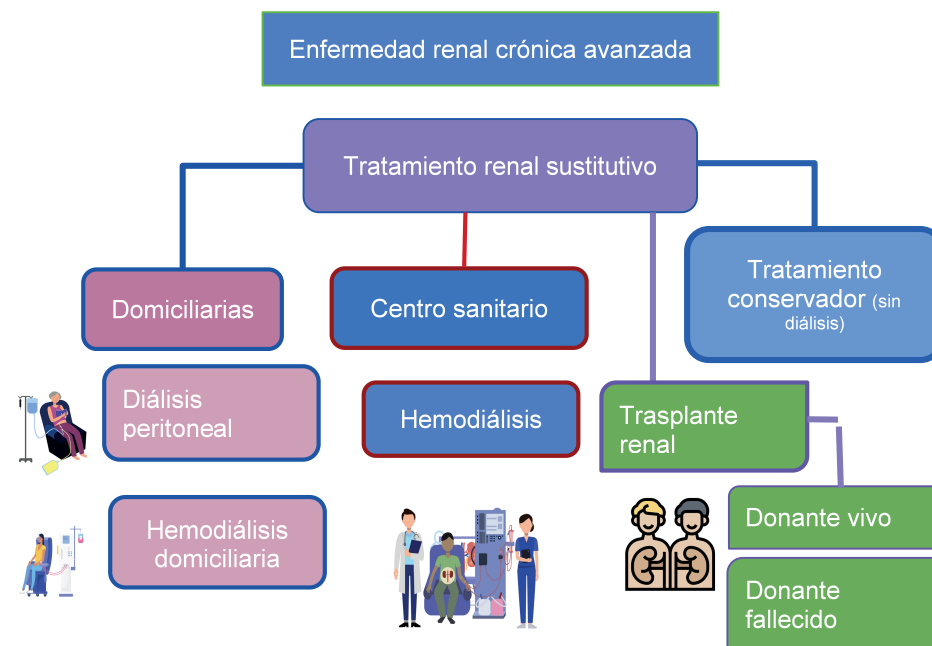 Enfermedad renal crónica avanzada
Tratamiento renal sustitutivo
Domiciliarias
Centro sanitario
Tratamiento
conservador (sin
diálisis)
Diálisis
peritoneal
Hemodiálisis
Trasplante
renal
Hemodiálisis
domiciliaria
Donante vivo
Donante
fallecido